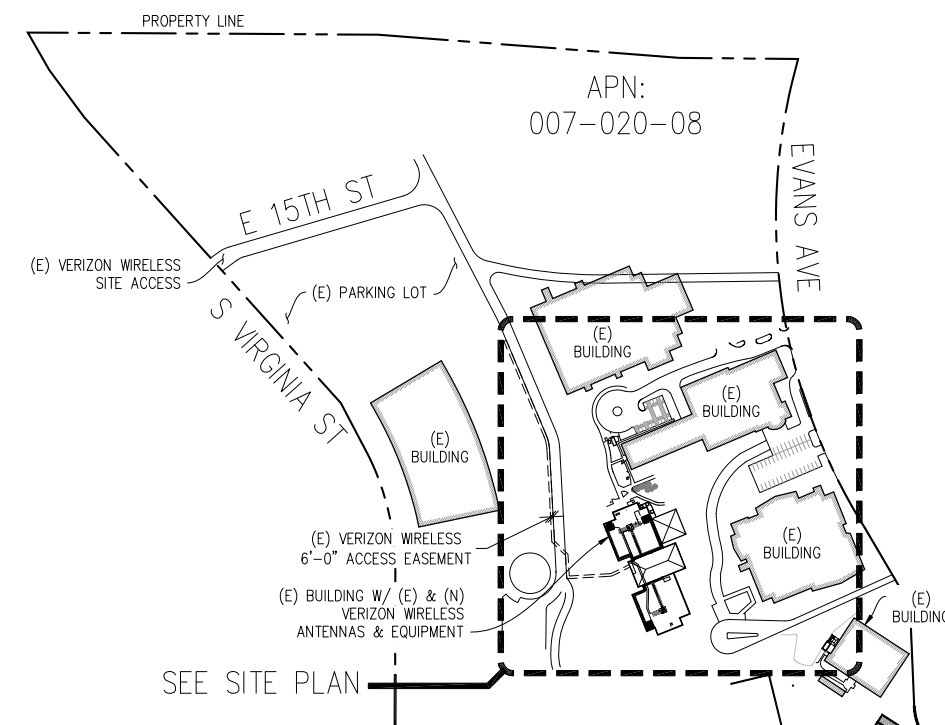 PROPERTY LINE
APN:
007-020-08
EVANS AVE
E 15TH ST
(E) VERIZON WIRELESS
SITE ACCESS
(E) PARKING LOT
S VIRGINIA ST
(E)
BUILDING
(E)
BUILDING
(E)
BUILDING
(E) VERIZON WIRELESS
6'-0" ACCESS EASEMENT
(E)
BUILDING
(E) BUILDING W/ (E) & (N)
VERIZON WIRELESS
ANTENNAS & EQUIPMENT
(E)
BUILDING
SEE SITE PLAN